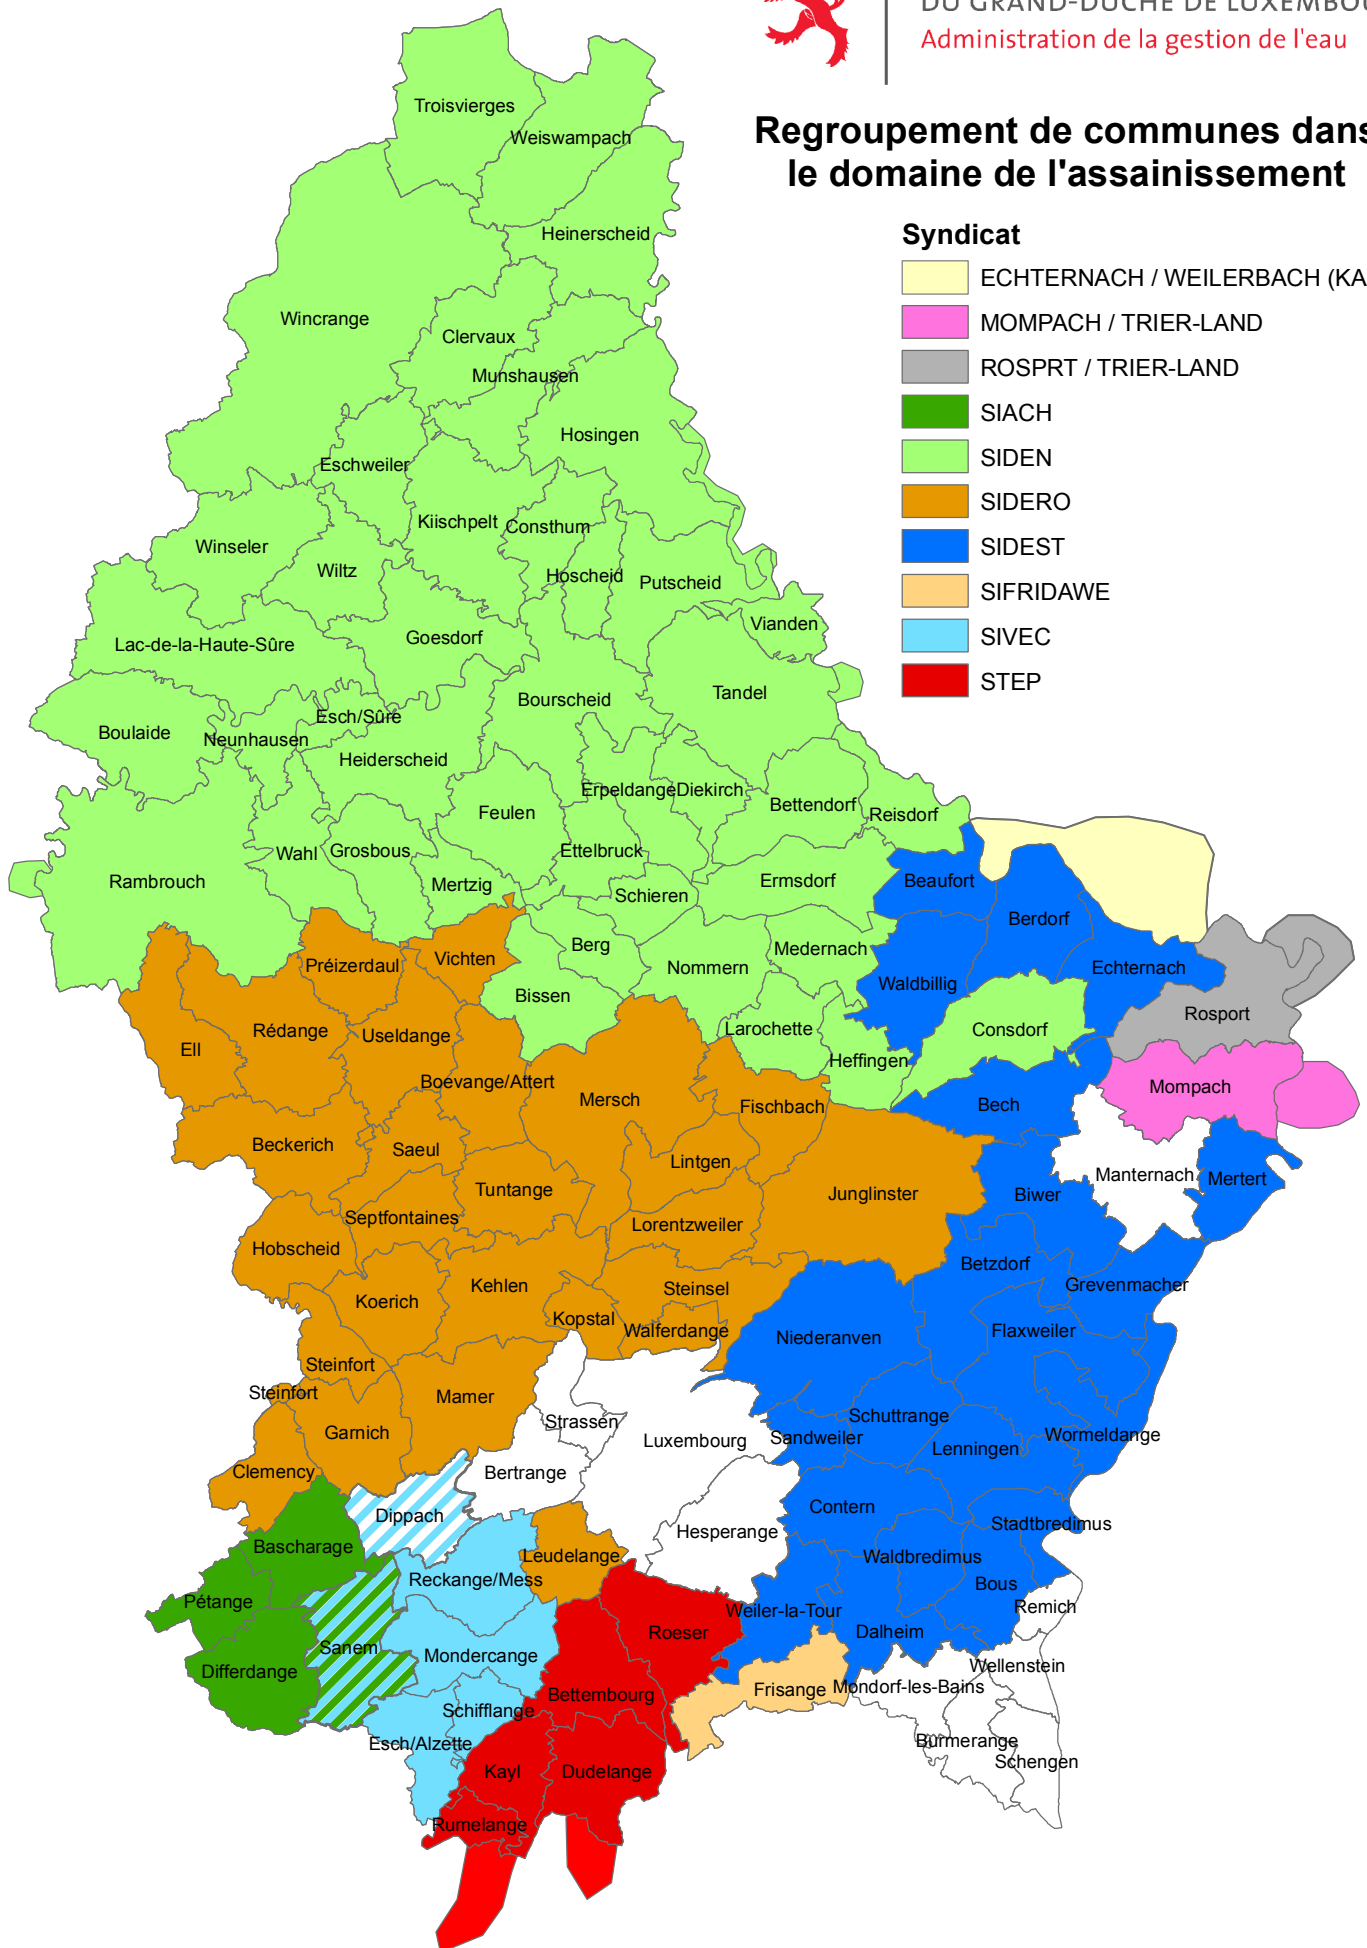 DU GRAND-DUCHÉ DE LUXEMBOU
Administration de la gestion de l'eau
Regroupement de communes dans
le domaine de l'assainissement
Syndicat
ECHTERNACH / WEILERBACH (KA
MOMPACH / TRIER-LAND
ROSPRT / TRIER-LAND
SIACH
SIDEN
SIDERO
SIDEST
SIFRIDAWE
SIVEC
STEP
Troisvierges
Weiswampach
Heinerscheid
Wincrange
Clervaux
Munshausen
Hosingen
Eschweiler
Kiischpelt
Consthum
Winseler
Wiltz
Hoscheid
Putscheid
Vianden
Goesdorf
Lac-de-la-Haute-Sûre
Tandel
Bourscheid
Esch/Sûre
Boulaide
Neunhausen
Heiderscheid
Erpeldange
Diekirch
Bettendorf
Reisdorf
Feulen
Wahl
Grosbous
Ettelbruck
Rambrouch
Mertzig
Schieren
Ermsdorf
Beaufort
Berdorf
Préizerdaul
Vichten
Berg
Medernach
Nommern
Echternach
Waldbillig
Bissen
Rosport
Rédange
Useldange
Larochette
Consdorf
Ell
Heffingen
Boevange/Attert
Mersch
Fischbach
Bech
Mompach
Beckerich
Saeul
Lintgen
Manternach
Mertert
Tuntange
Junglinster
Biwer
Septfontaines
Lorentzweiler
Hobscheid
Betzdorf
Kehlen
Steinsel
Grevenmacher
Koerich
Kopstal
Walferdange
Niederanven
Flaxweiler
Steinfort
Steinfort
Mamer
Strassen
Schuttrange
Garnich
Luxembourg
Sandweiler
Lenningen
Wormeldange
Clemency
Bertrange
Contern
Dippach
Hesperange
Stadtbredimus
Bascharage
Leudelange
Waldbredimus
Reckange/Mess
Bous
Pétange
Weiler-la-Tour
Remich
Roeser
Dalheim
Sanem
Mondercange
Differdange
Wellenstein
Frisange
Mondorf-les-Bains
Bettembourg
Schifflange
Esch/Alzette
Burmerange
Schengen
Kayl
Dudelange
Rumelange